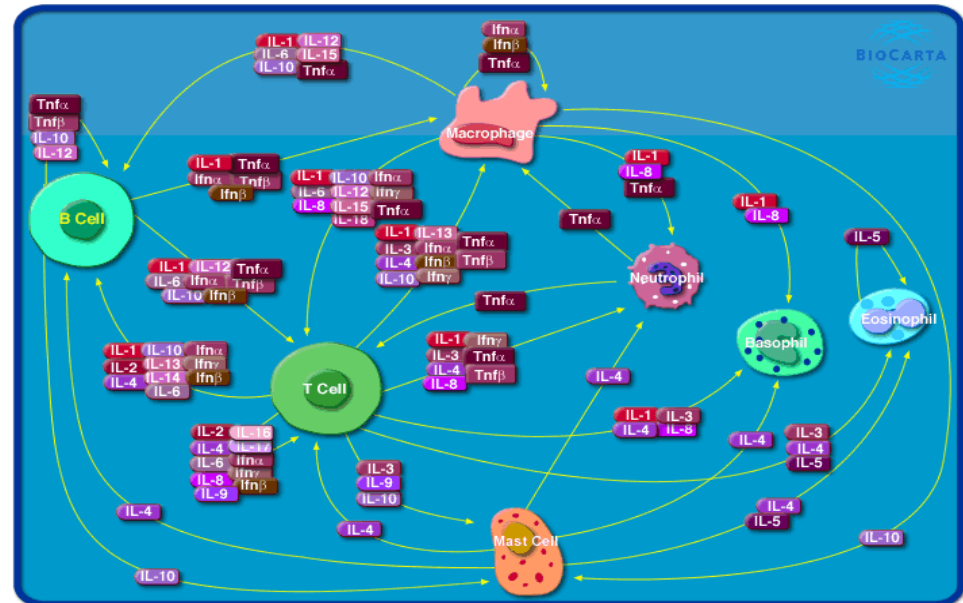 BIOCARTA
Ifnα
Ifnβ
Tnfα
IL-1 IL-12
IL-6 IL-15
IL-10 Tnfα
Macrophage
Tnfα
Tnfβ
IL-10
IL-12
B Cell
IL-1 Tnfα
Ifnα Tnfβ
Ifnβ
IL-1 IL-10 Ifnα
IL-6 IL-12 Ifnγ
IL-8 IL-15 Tnfα
IL-18
IL-1 IL-13
IL-3 Ifnα Tnfα
IL-4 Ifnβ Tnfβ
IL-10 Ifnγ
Tnfα
IL-1
IL-8
Tnfα
Neutrophil
IL-1
IL-8
IL-5
Eosinophil
Basophil
IL-1 IL-12 Tnfα
IL-6 Ifnα Tnfβ
IL-10 Ifnβ
Tnfα
IL-1 IL-10 Ifnα
IL-2 IL-13 Ifnγ
IL-4 IL-14 Ifnβ
IL-6
T Cell
IL-1 Ifnγ
IL-3 Tnfα
IL-4 Tnfβ
IL-8
IL-4
IL-1 IL-3
IL-4 IL-8
IL-4
IL-3
IL-4
IL-5
IL-2 IL-16
IL-4 IL-17
IL-6 Ifnα
IL-8 Ifnγ
IL-9 Ifnβ
IL-3
IL-9
IL-10
IL-4
IL-4
Mast Cell
IL-4
IL-5
IL-10
IL-10